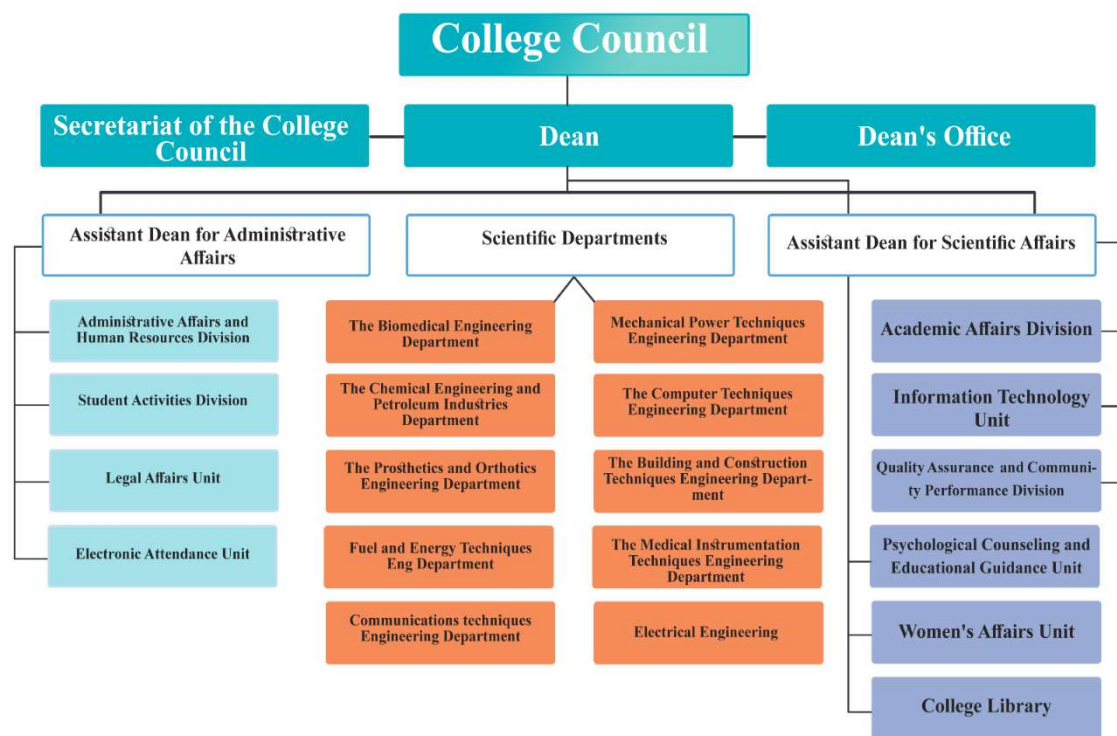 College Council
Secretariat of the College
Council
Dean
Dean's Office
Assistant Dean for Administrative
Affairs
Scientific Departments
Assistant Dean for Scientific Affairs
Administrative Affairs and
Human Resources Division
Student Activities Division
Legal Affairs Unit
Electronic Attendance Unit
The Biomedical Engineering
Department
Mechanical Power Techniques
Engineering Department
The Chemical Engineering and
Petroleum Industries
Department
The Computer Techniques
Engineering Department
The Prosthetics and Orthotics
Engineering Department
The Building and Construction
Techniques Engineering Depart-
ment
Fuel and Energy Techniques
Eng Department
The Medical Instrumentation
Techniques Engineering
Department
Communications techniques
Engineering Department
Electrical Engineering
Academic Affairs Division
Information Technology
Unit
Quality Assurance and Communi-
ty Performance Division
Psychological Counseling and
Educational Guidance Unit
Women's Affairs Unit
College Library